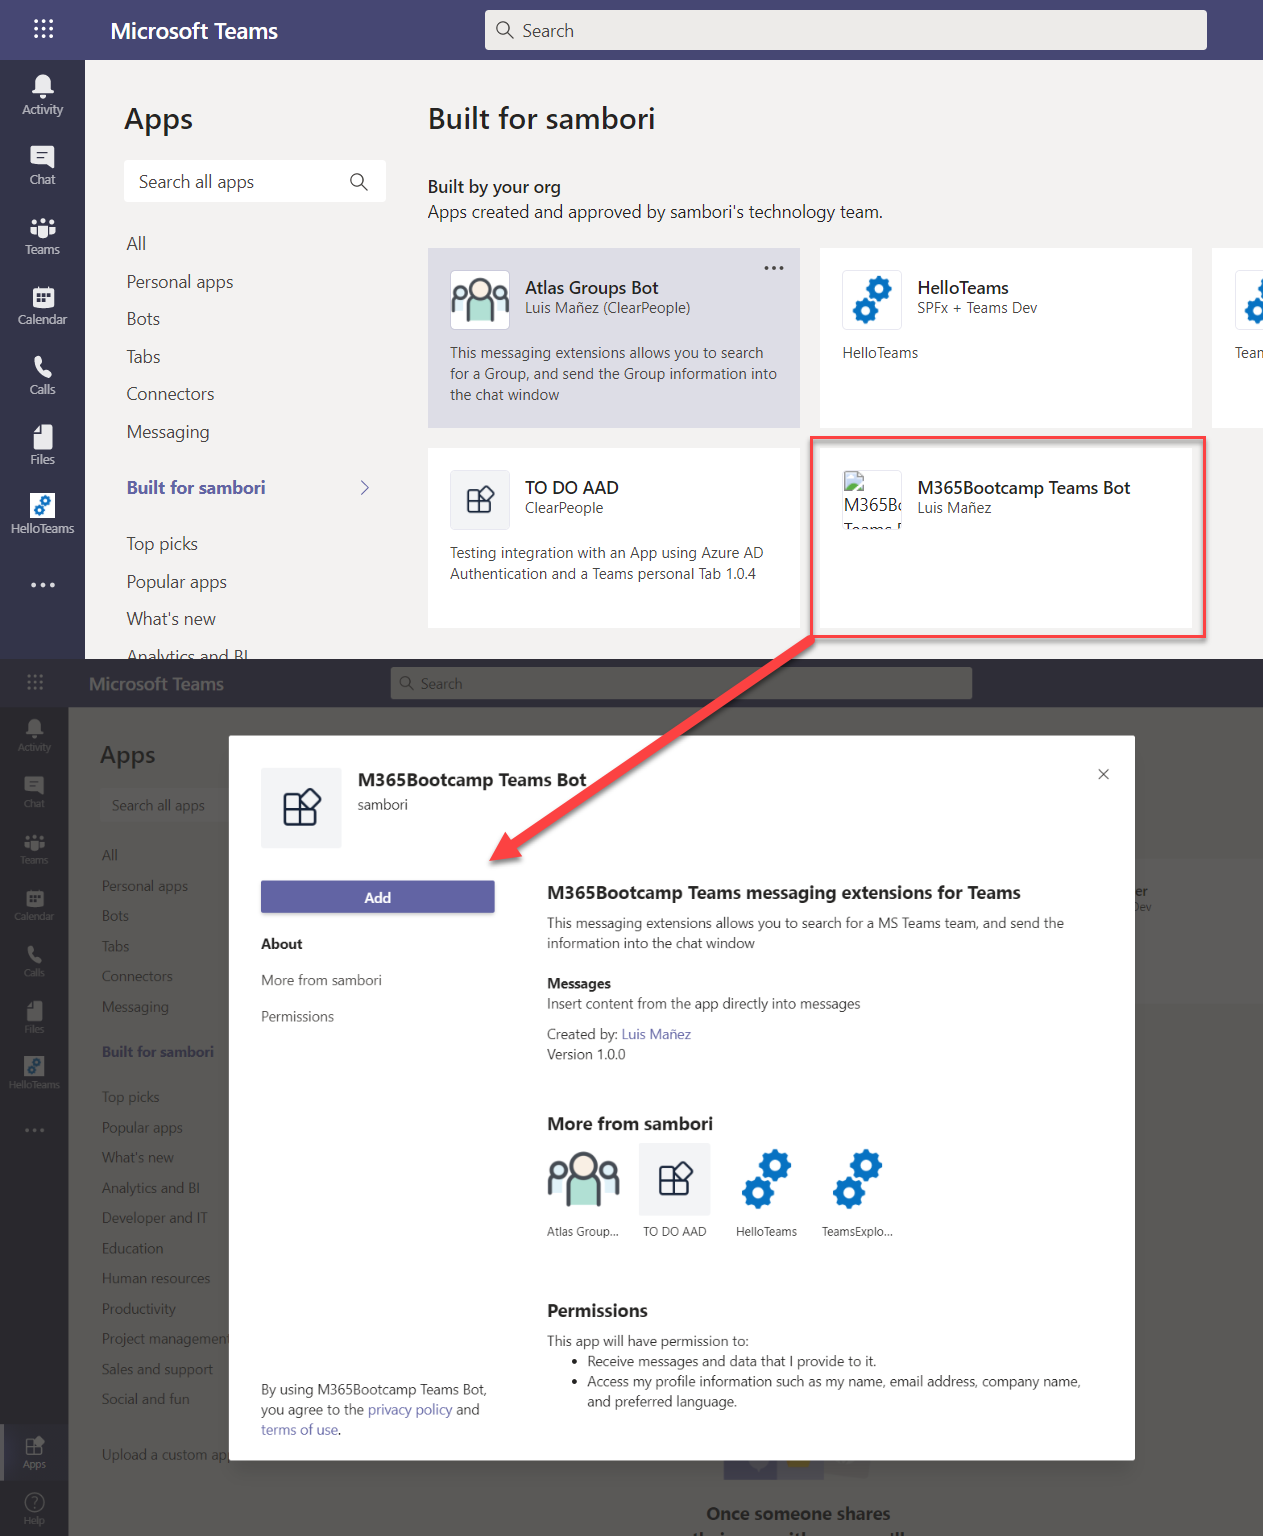 Microsoft Teams
Search
Activity
Chat
Teams
Calendar
Calls
Files
HelloTeams
Apps
Search all apps
All
Personal apps
Bots
Tabs
Connectors
Messaging
Built for sambori
Top picks
Popular apps
What's new
Analytics and BI
Built for sambori
Built by your org
Apps created and approved by sambori's technology team.
Atlas Groups Bot
Luis Mañez (ClearPeople)
This messaging extensions allows you to search
for a Group, and send the Group information into
the chat window
HelloTeams
SPFx + Teams Dev
HelloTeams
Team
TO DO AAD
ClearPeople
Testing integration with an App using Azure AD
Authentication and a Teams personal Tab 1.0.4
M365Bo
Teams
M365Bootcamp Teams Bot
Luis Mañez
Microsoft Teams
Search
Activity
Chat
Teams
Calendar
Calls
Files
HelloTeams
Apps
Help
Apps
Search all apps
All
Personal apps
Bots
Tabs
Connectors
Messaging
Built for sambori
Top picks
Popular apps
What's new
Analytics and BI
Developer and IT
Education
Human resources
Productivity
Project management
Sales and support
Social and fun
Upload a custom app
M365Bootcamp Teams Bot
sambori
Add
About
More from sambori
Permissions
By using M365Bootcamp Teams Bot,
you agree to the privacy policy and
terms of use.
M365Bootcamp Teams messaging extensions for Teams
This messaging extensions allows you to search for a MS Teams team, and send the
information into the chat window
Messages
Insert content from the app directly into messages
Created by: Luis Mañez
Version 1.0.0
More from sambori
Atlas Group...
TO DO AAD
HelloTeams
TeamsExplo...
Permissions
This app will have permission to:
• Receive messages and data that I provide to it.
• Access my profile information such as my name, email address, company name,
and preferred language.
er
Dev
Once someone shares